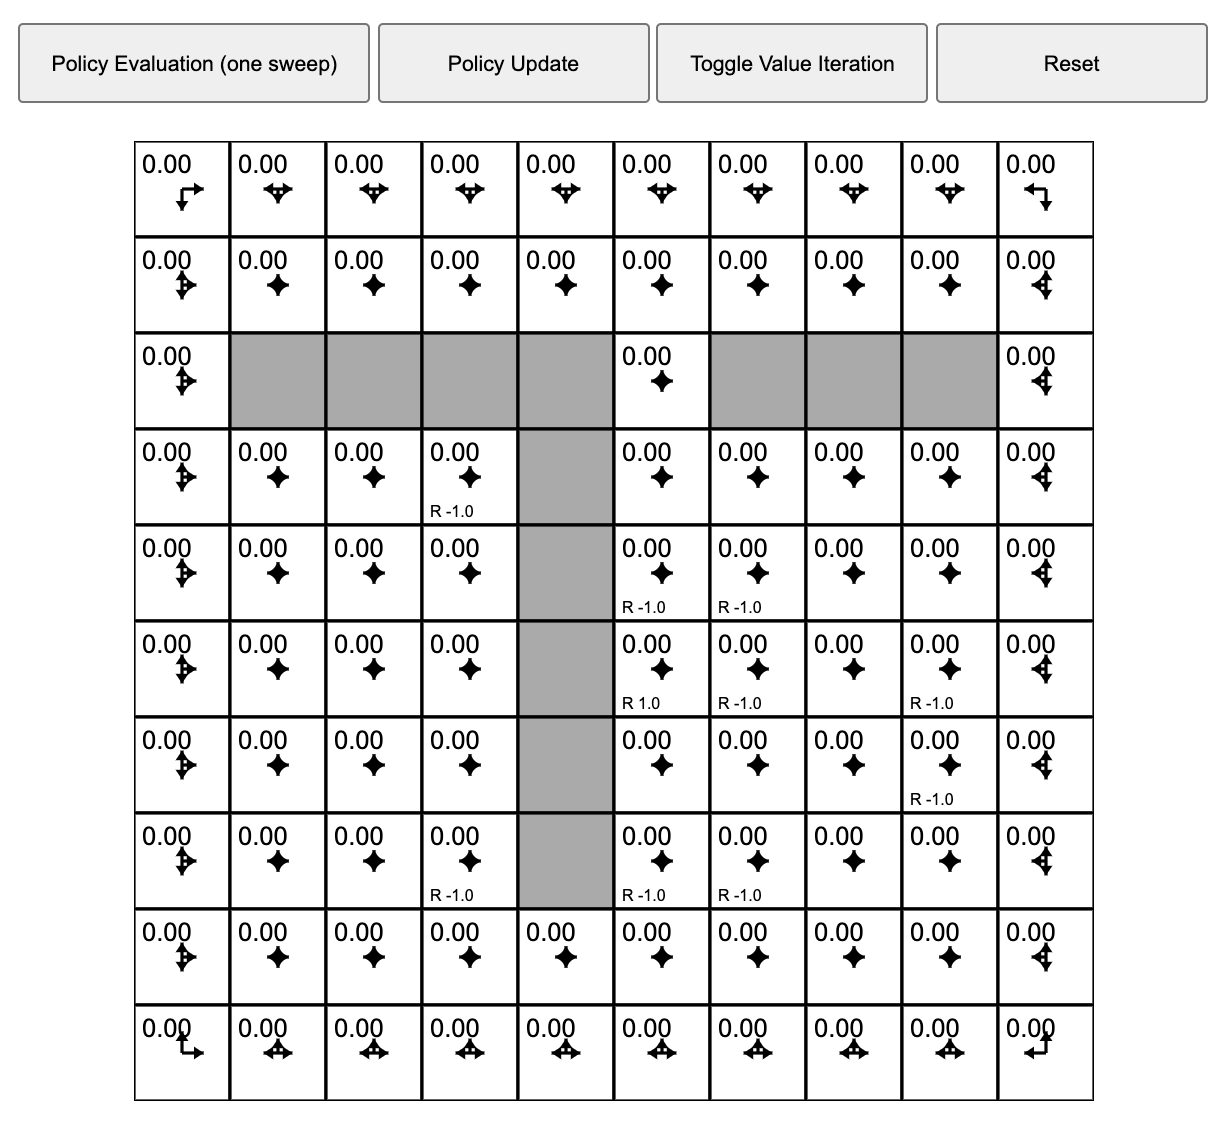 Policy Evaluation (one sweep) Policy Update Toggle Value Iteration Reset
0.00 0.00 0.00 0.00 0.00 0.00 0.00 0.00 0.00 0.00
0.00 0.00 0.00 0.00 0.00 0.00 0.00 0.00 0.00 0.00
0.00 0.00 0.00
0.00 0.00 0.00 0.00 0.00 0.00 0.00 0.00 0.00
R -1.0
0.00 0.00 0.00 0.00 0.00 0.00 0.00 0.00 0.00
R -1.0 R -1.0
0.00 0.00 0.00 0.00 0.00 0.00 0.00 0.00 0.00
R 1.0 R -1.0 R -1.0
0.00 0.00 0.00 0.00 0.00 0.00 0.00 0.00 0.00
R -1.0
0.00 0.00 0.00 0.00 0.00 0.00 0.00 0.00 0.00
R -1.0 R -1.0 R -1.0
0.00 0.00 0.00 0.00 0.00 0.00 0.00 0.00 0.00 0.00
0.00 0.00 0.00 0.00 0.00 0.00 0.00 0.00 0.00 0.00